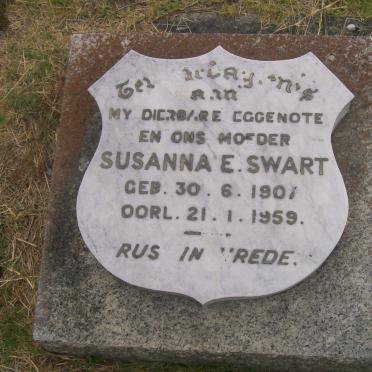 Ter
AAN
MY DIERBARE EGGENOTE
EN ONS MOEDER
SUSANNA E. SWART
GEB. 30. 6. 1901
OORL. 21. 1. 1959.
RUS IN VREDE.